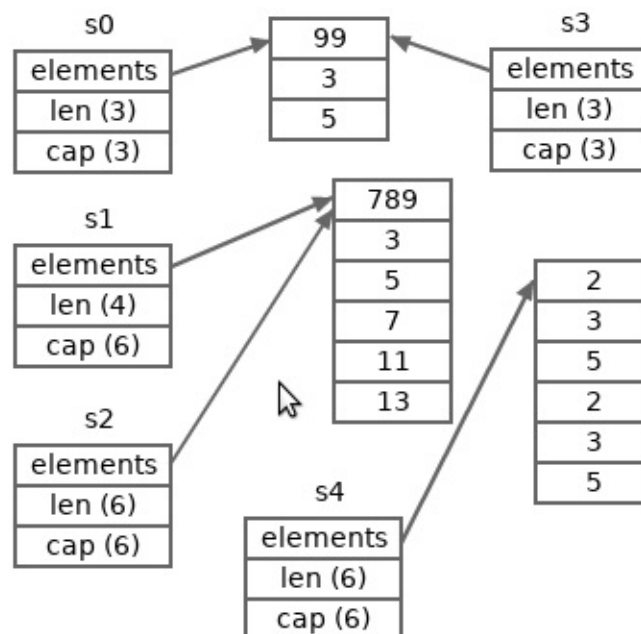 s0
elements
len (3)
cap (3)
99
3
5
s3
elements
len (3)
cap (3)
s1
elements
len (4)
cap (6)
789
3
5
7
11
13
2
3
5
2
3
5
s2
elements
len (6)
cap (6)
s4
elements
len (6)
cap (6)